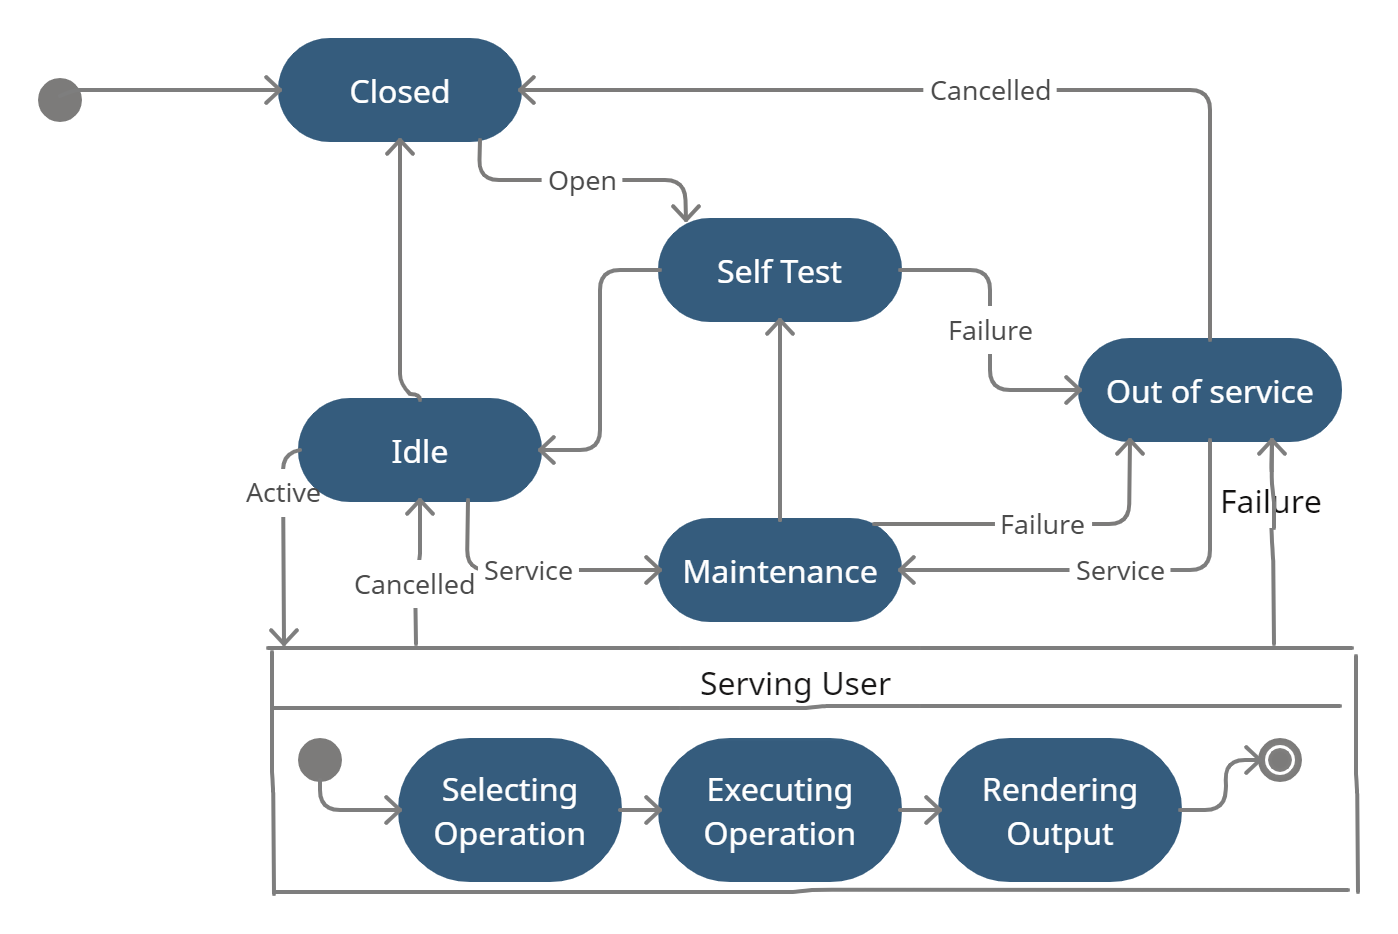 Closed
Cancelled
Open
Self Test
Failure
Out of service
Idle
Active
Failure
Failure
Cancelled
Service
Maintenance
Service
Serving User
Selecting
Operation
Executing
Operation
Rendering
Output